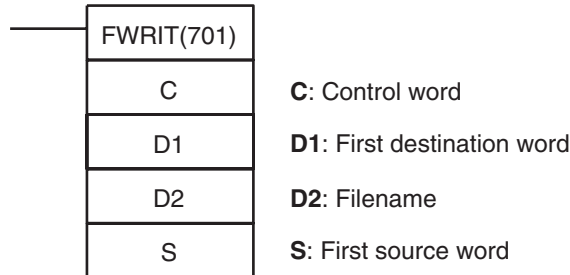 FWRIT(701)
C C: Control word
D1 D1: First destination word
D2 D2: Filename
S S: First source word